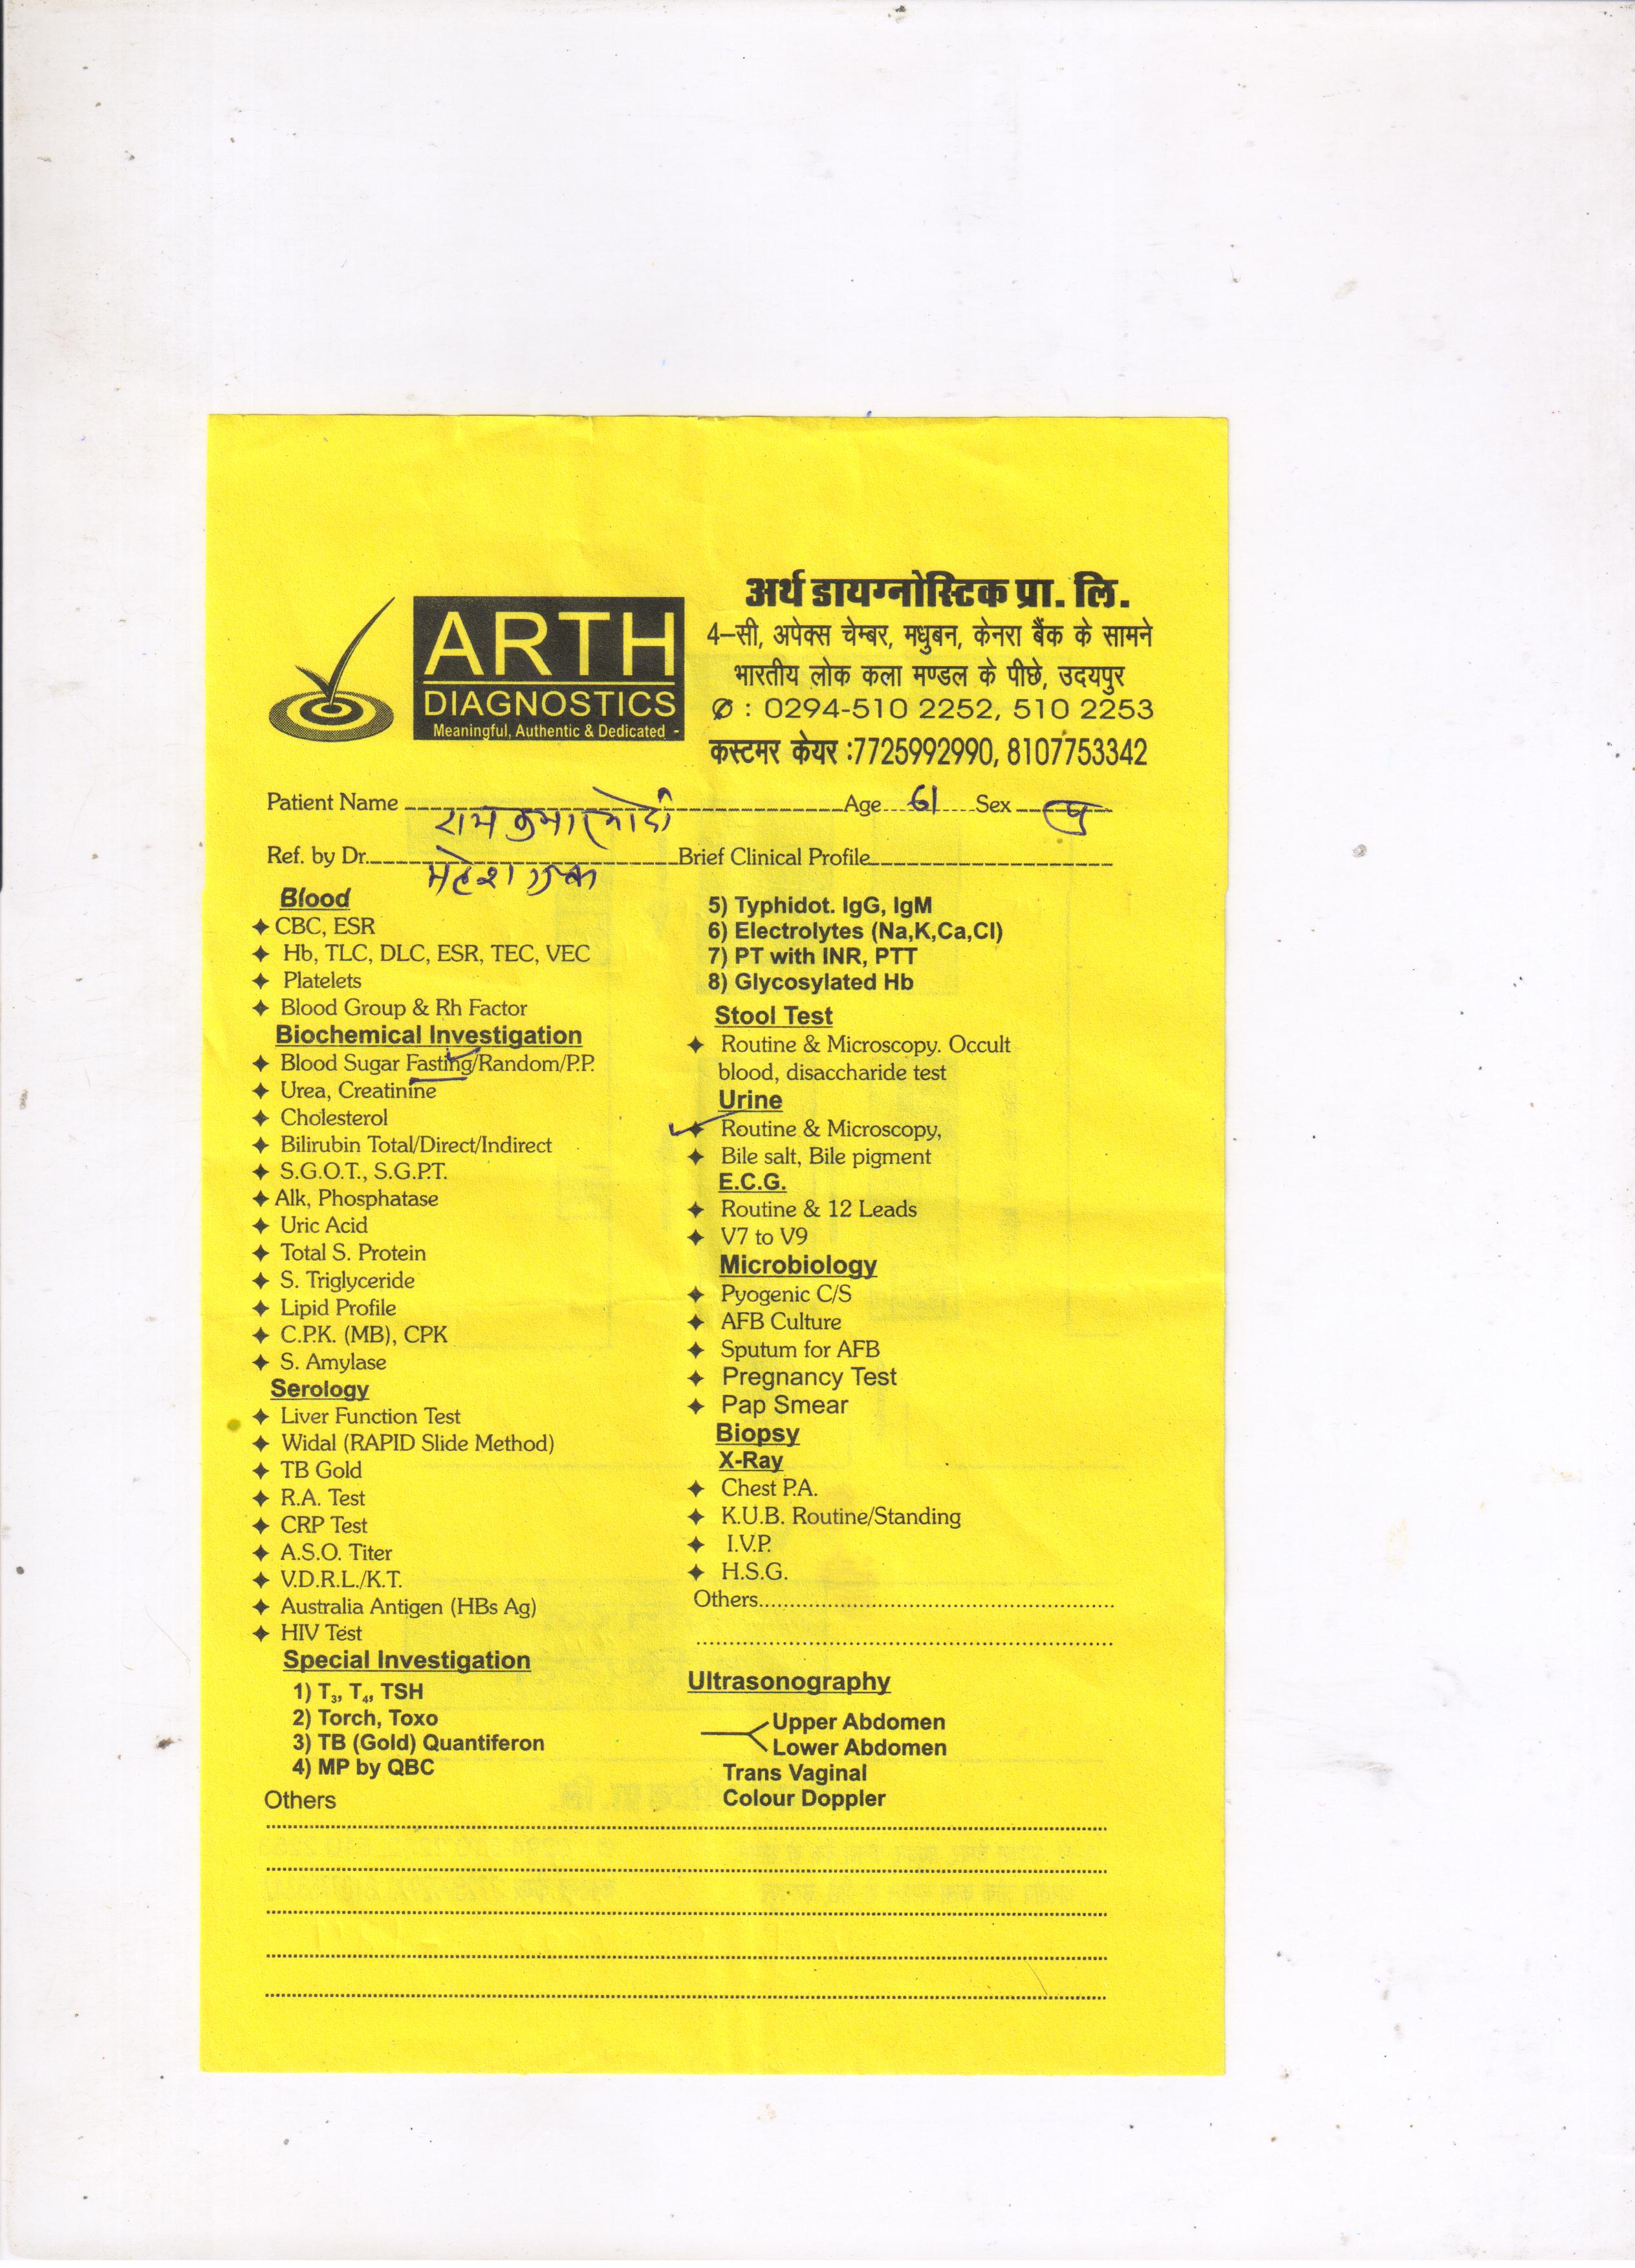 ARTH
DIAGNOSTICS
Meaningful, Authentic & Dedicated -
अर्थ डायग्नोस्टिक प्रा. लि.
4-सी, अपेक्स चेम्बर, मधुबन, केनरा बैंक के सामने
भारतीय लोक कला मण्डल के पीछे, उदयपुर
✆ : 0294-510 2252, 510 2253
कस्टमर केयर :7725992990, 8107753342
Patient Name राम कुमार मोदी Age 61 Sex पु
Ref. by Dr. महेश Brief Clinical Profile
Blood
✦ CBC, ESR
✦ Hb, TLC, DLC, ESR, TEC, VEC
✦ Platelets
✦ Blood Group & Rh Factor
Biochemical Investigation
✦ Blood Sugar Fasting/Random/P.P.
✦ Urea, Creatinine
✦ Cholesterol
✦ Bilirubin Total/Direct/Indirect
✦ S.G.O.T., S.G.P.T.
✦ Alk, Phosphatase
✦ Uric Acid
✦ Total S. Protein
✦ S. Triglyceride
✦ Lipid Profile
✦ C.P.K. (MB), CPK
✦ S. Amylase
Serology
✦ Liver Function Test
✦ Widal (RAPID Slide Method)
✦ TB Gold
✦ R.A. Test
✦ CRP Test
✦ A.S.O. Titer
✦ V.D.R.L./K.T.
✦ Australia Antigen (HBs Ag)
✦ HIV Test
Special Investigation
1) T₃, T₄, TSH
2) Torch, Toxo
3) TB (Gold) Quantiferon
4) MP by QBC
Others
5) Typhidot. IgG, IgM
6) Electrolytes (Na,K,Ca,Cl)
7) PT with INR, PTT
8) Glycosylated Hb
Stool Test
✦ Routine & Microscopy. Occult
blood, disaccharide test
Urine
✦ Routine & Microscopy,
✦ Bile salt, Bile pigment
E.C.G.
✦ Routine & 12 Leads
✦ V7 to V9
Microbiology
✦ Pyogenic C/S
✦ AFB Culture
✦ Sputum for AFB
✦ Pregnancy Test
✦ Pap Smear
Biopsy
X-Ray
✦ Chest P.A.
✦ K.U.B. Routine/Standing
✦ I.V.P.
✦ H.S.G.
Others
Ultrasonography
Upper Abdomen
Lower Abdomen
Trans Vaginal
Colour Doppler